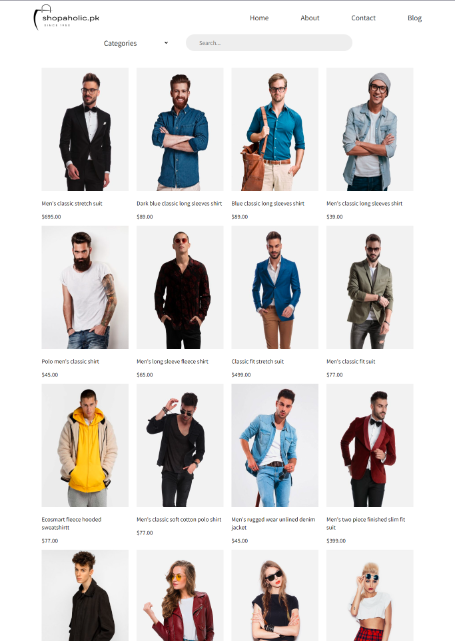 shopaholic.pk
SINCE 1992
Home About Contact Blog
Categories
Search...
Men's classic stretch suit
$695.00
Dark blue classic long sleeves shirt
$88.00
Blue classic long sleeves shirt
$89.00
Men's classic long sleeves shirt
$39.00
Polo men's classic shirt
$45.00
Men's long sleeve fleece shirt
$65.00
Classic fit stretch suit
$499.00
Men's classic fit suit
$77.00
Ecosmart fleece hooded
sweatshirtt
$77.00
Men's classic soft cotton polo shirt
$77.00
Men's rugged wear unlined denim
jacket
$45.00
Men's two piece finished slim fit
suit
$399.00